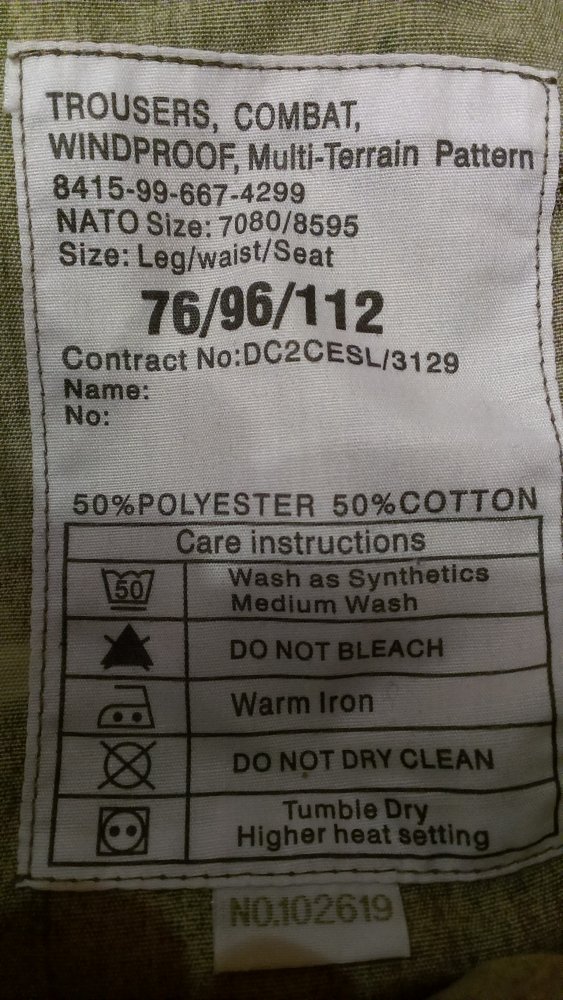 TROUSERS, COMBAT,
WINDPROOF, Multi-Terrain Pattern
8415-99-667-4299
NATO Size: 7080/8595
Size: Leg/waist/Seat
76/96/112
Contract No:DC2CESL/3129
Name:
No:
50%POLYESTER 50%COTTON
Care instructions
50
Wash as Synthetics
Medium Wash
DO NOT BLEACH
Warm Iron
DO NOT DRY CLEAN
Tumble Dry
Higher heat setting
NO.102619